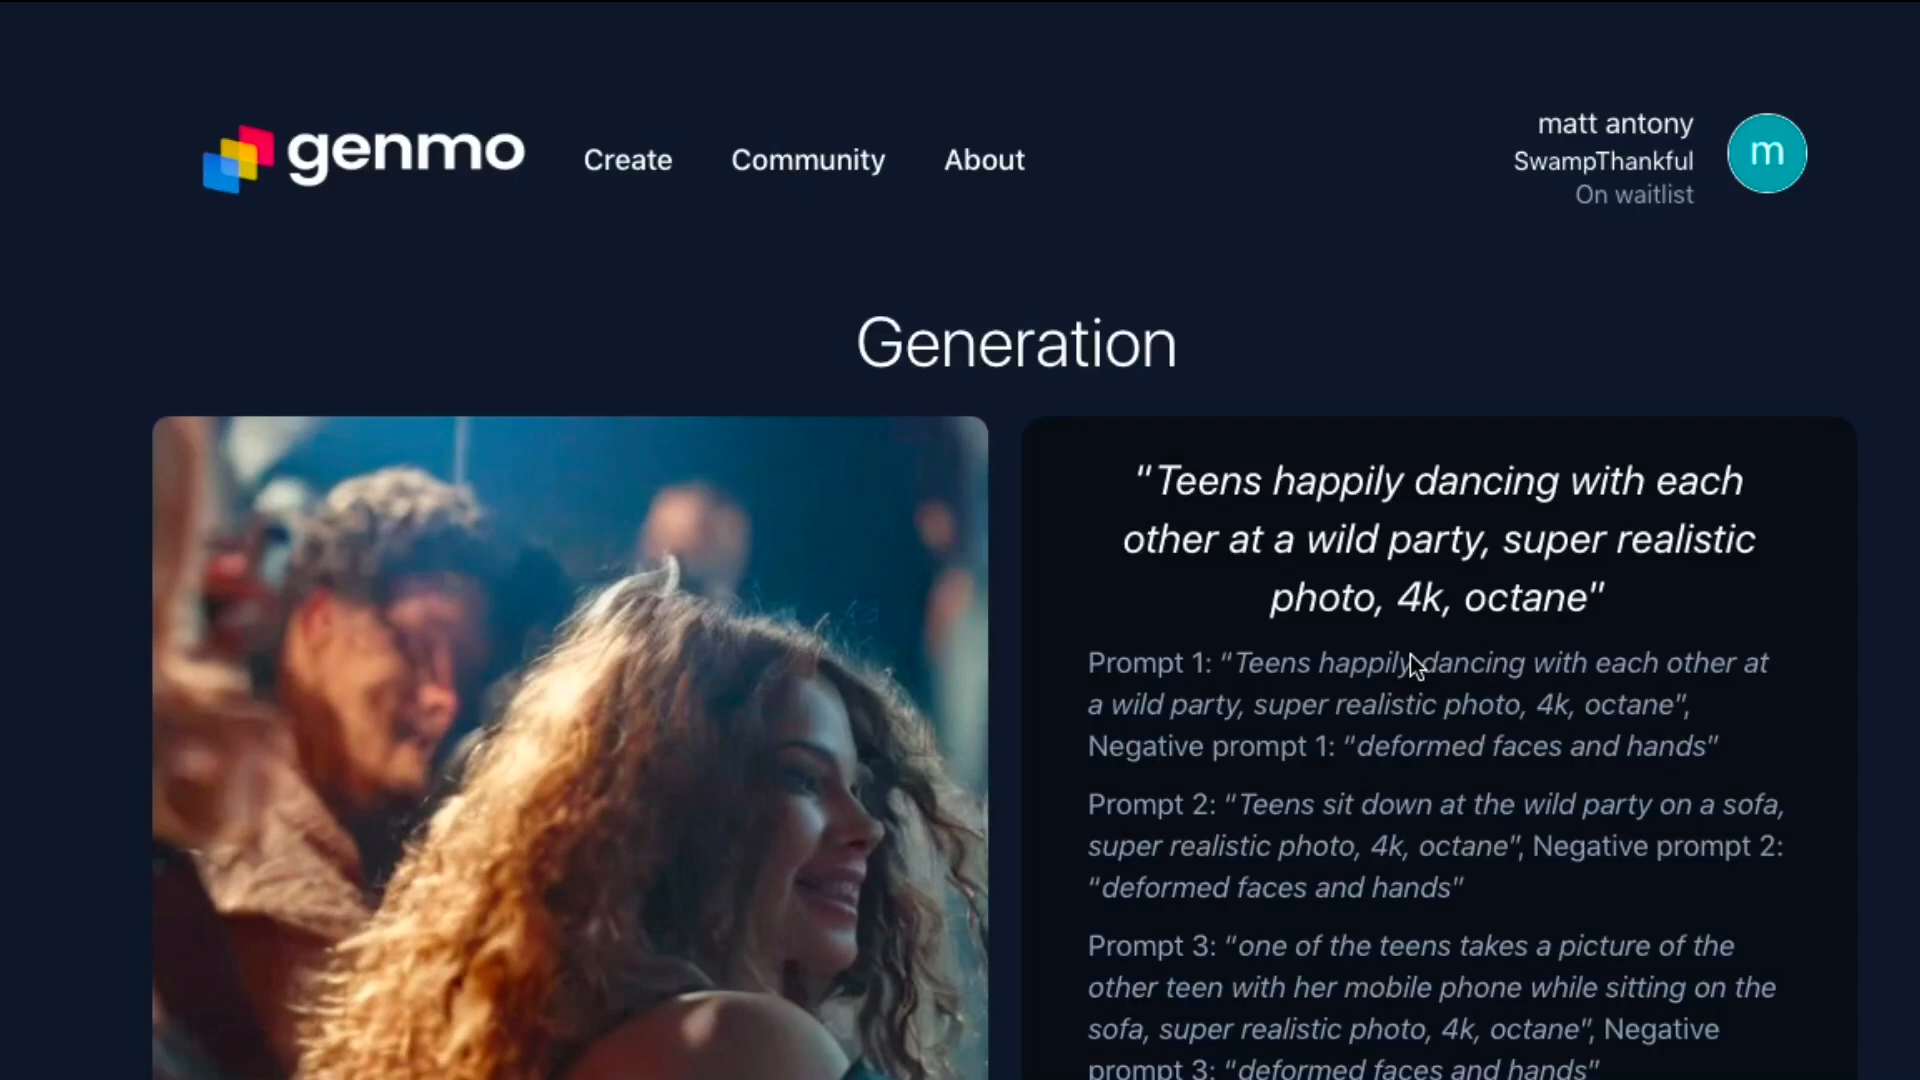 genmo
Create
Community
About
matt antony
SwampThankful
On waitlist
m
Generation
"Teens happily dancing with each
other at a wild party, super realistic
photo, 4k, octane"
Prompt 1: "Teens happily dancing with each other at
a wild party, super realistic photo, 4k, octane",
Negative prompt 1: "deformed faces and hands"
Prompt 2: "Teens sit down at the wild party on a sofa,
super realistic photo, 4k, octane", Negative prompt 2:
"deformed faces and hands"
Prompt 3: "one of the teens takes a picture of the
other teen with her mobile phone while sitting on the
sofa, super realistic photo, 4k, octane", Negative
prompt 3: "deformed faces and hands"